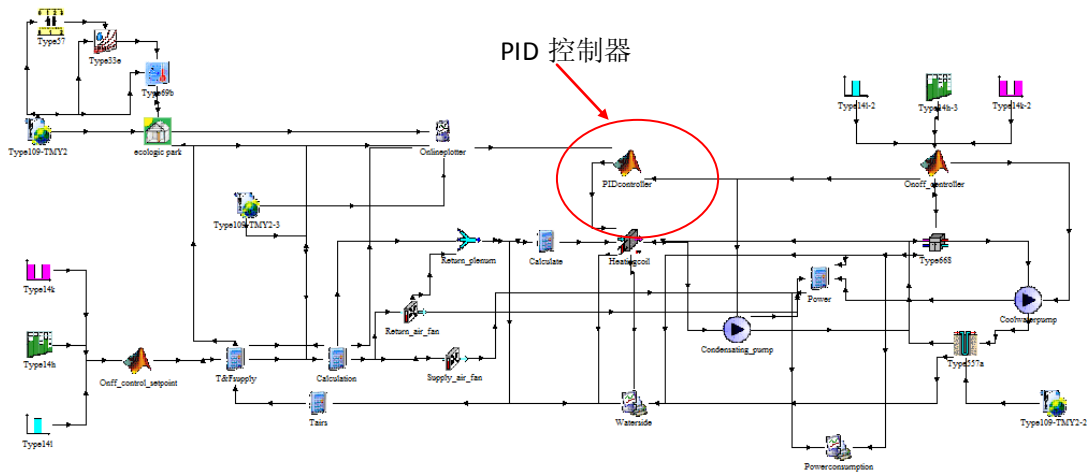 PID 控制器
Type57
Type33e
Type69b
Type109-TMY2
ecologic park
Onlineplotter
Type109-TMY2-3
PIDcontroller
Type14l-2
Type14h-3
Type14k-2
Onoff_controller
Return_plenum
Calculate
Heatingcoil
Type668
Power
Coolwaterpump
Type14k
Return_air_fan
Condensating_pump
Type557a
Type14h
Onff_control_setpoint
T&Fsupply
Calculation
Supply_air_fan
Type14l
Tairs
Waterside
Type109-TMY2-2
Powerconsumption